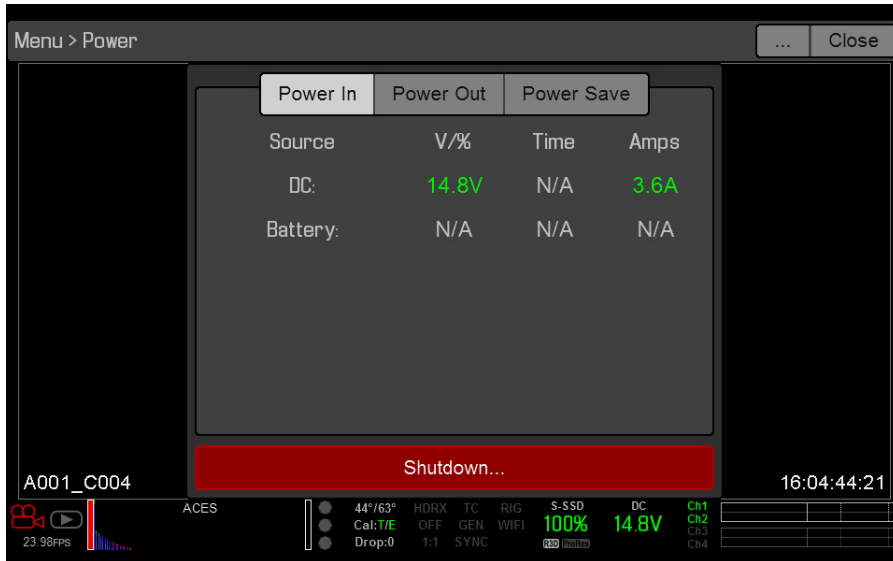 Menu > Power ... Close
Power In Power Out Power Save
Source V/% Time Amps
DC: 14.8V N/A 3.6A
Battery: N/A N/A N/A
Shutdown...
A001_C004 16:04:44:21
ACES 44°/63° HDRX TC RIG S-SSD DC Ch1
Cal:T/E OFF GEN WIFI 100% 14.8V Ch2
Ch3
23.98FPS Drop:0 1:1 SYNC R3D ProRes Ch4